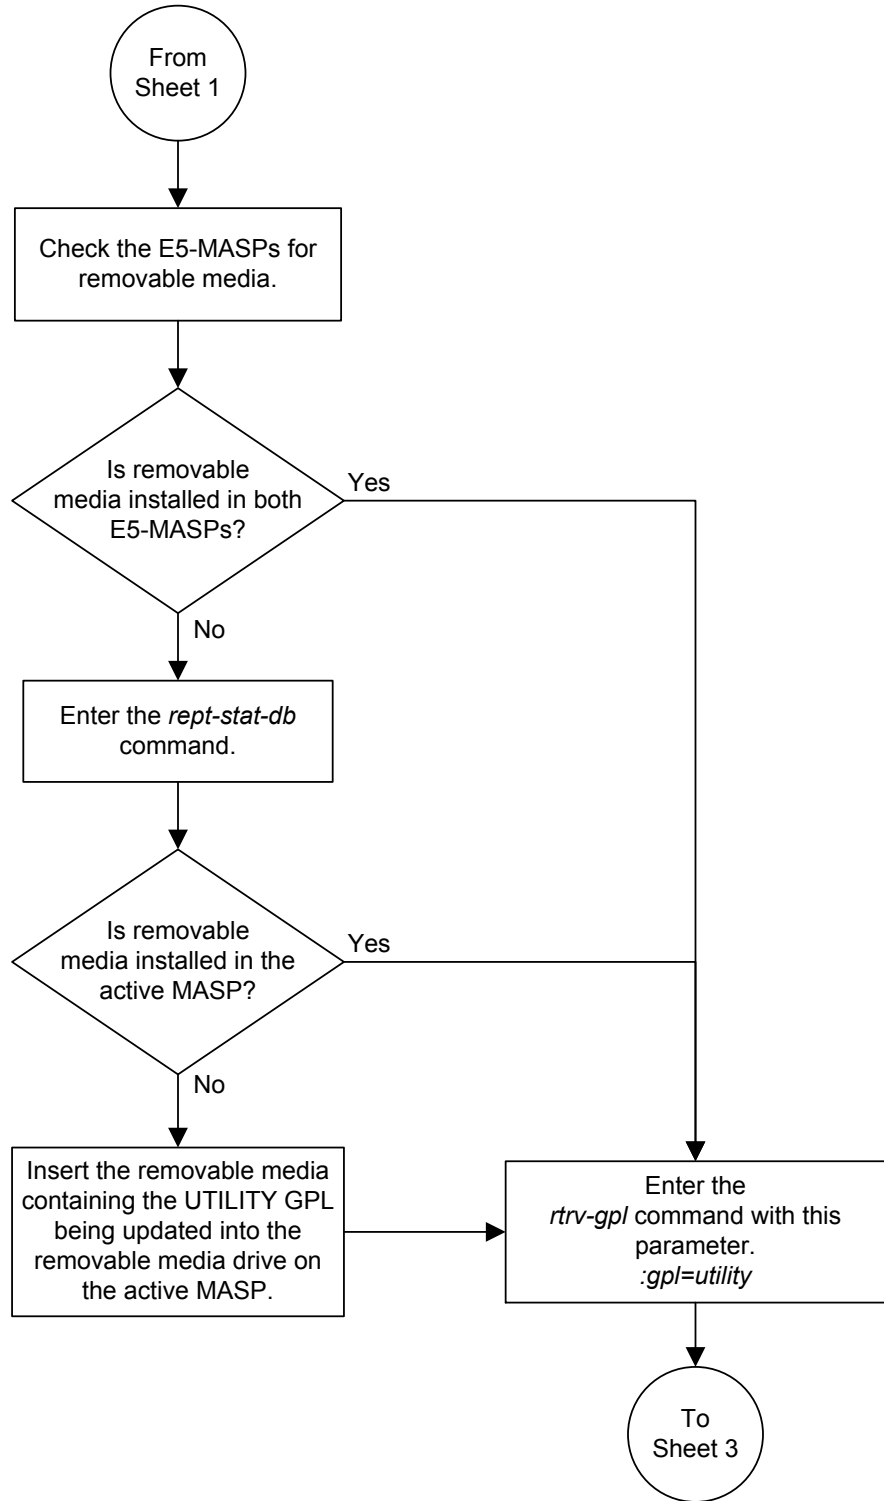 From
Sheet 1
Check the E5-MASPs for
removable media.
Is removable
media installed in both
E5-MASPs?
Yes
No
Enter the rept-stat-db
command.
Is removable
media installed in the
active MASP?
Yes
No
Insert the removable media
containing the UTILITY GPL
being updated into the
removable media drive on
the active MASP.
Enter the
rtrv-gpl command with this
parameter.
:gpl=utility
To
Sheet 3